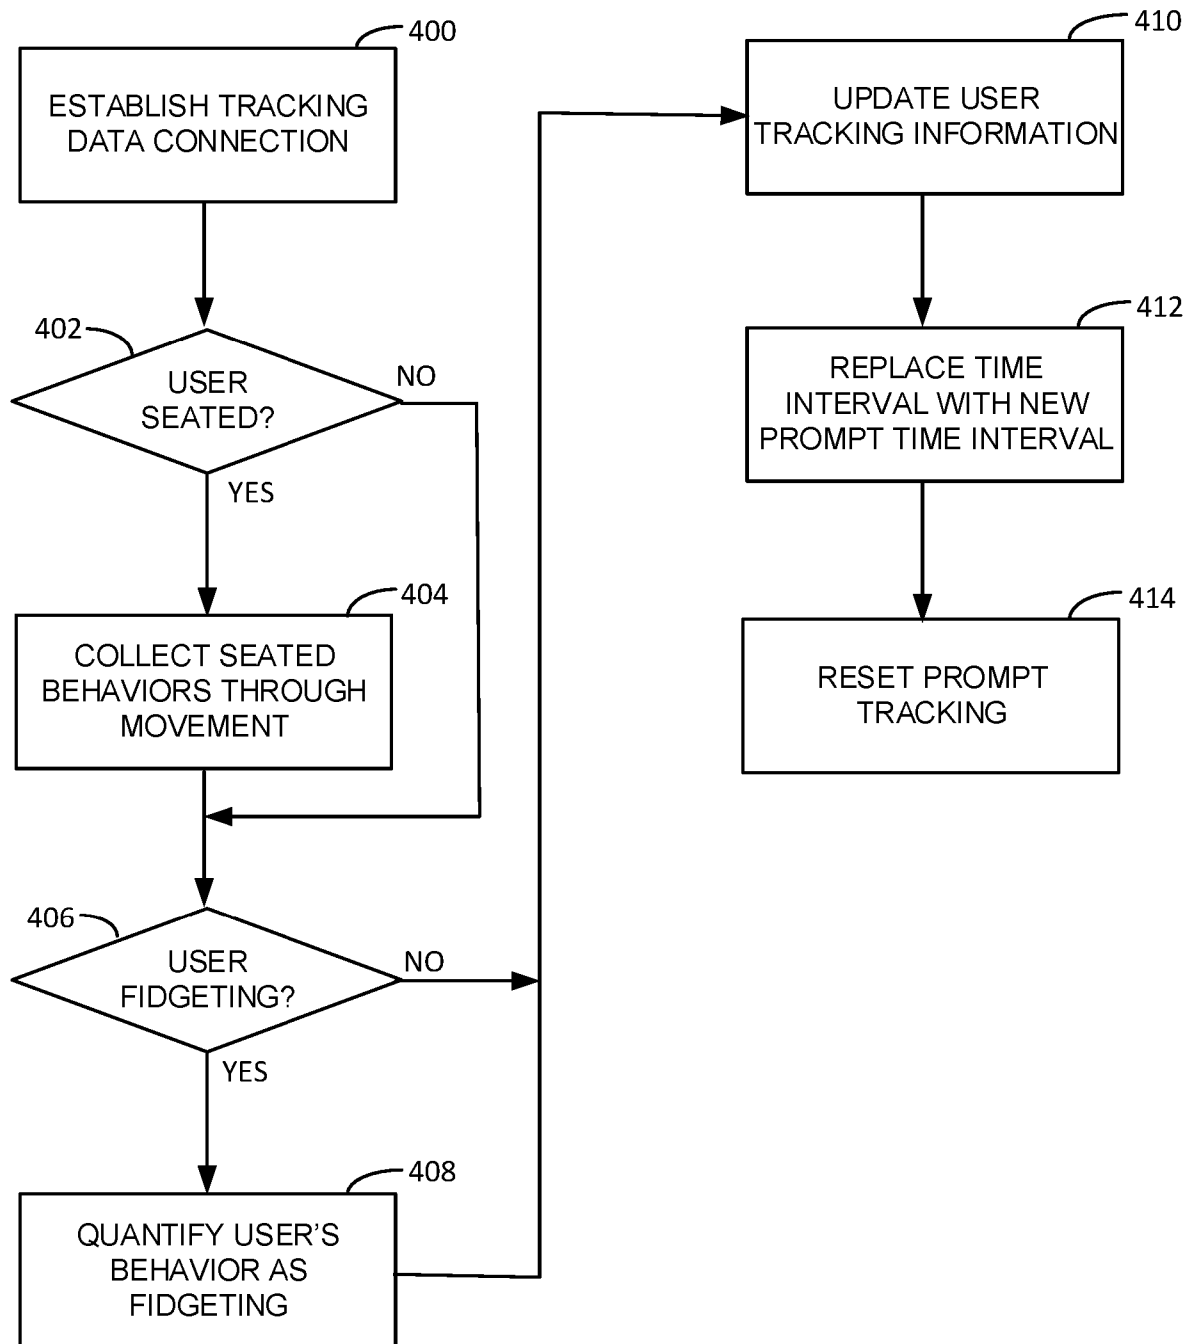 400
ESTABLISH TRACKING
DATA CONNECTION
402
USER
SEATED?
NO
YES
404
COLLECT SEATED
BEHAVIORS THROUGH
MOVEMENT
406
USER
FIDGETING?
NO
YES
408
QUANTIFY USER’S
BEHAVIOR AS
FIDGETING
410
UPDATE USER
TRACKING INFORMATION
412
REPLACE TIME
INTERVAL WITH NEW
PROMPT TIME INTERVAL
414
RESET PROMPT
TRACKING